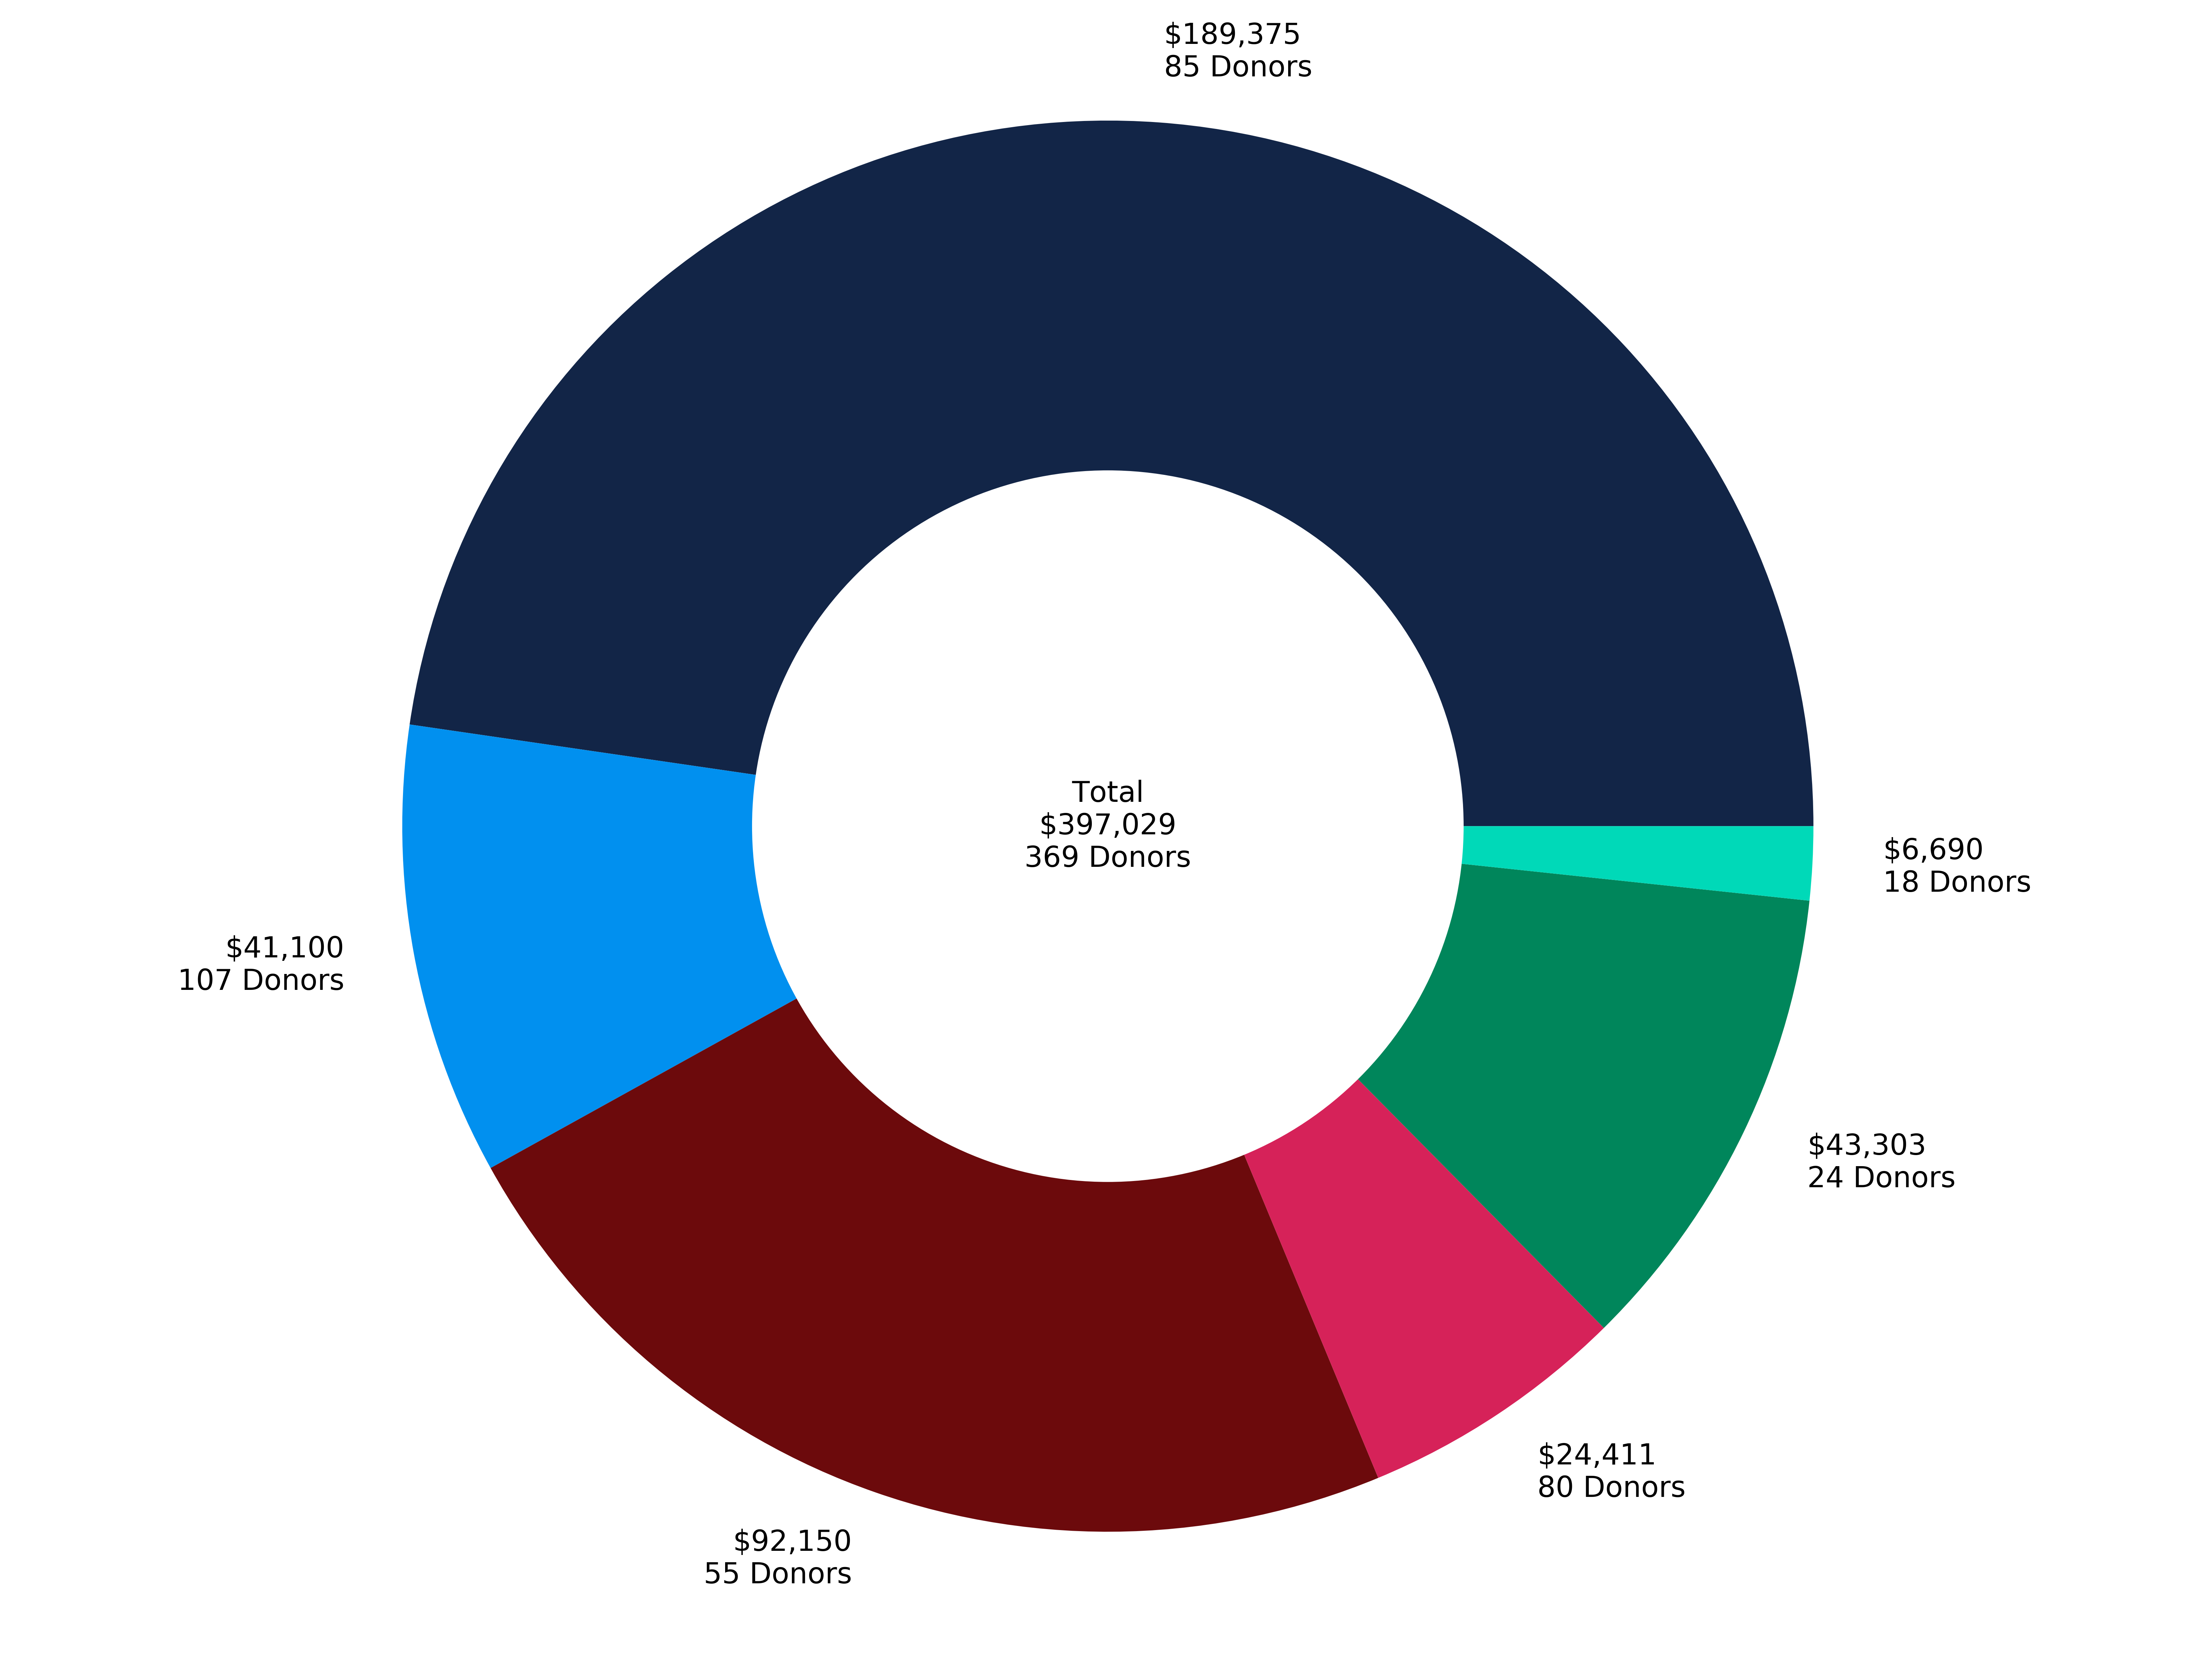 $189,375
85 Donors
Total
$397,029
369 Donors
$6,690
18 Donors
$41,100
107 Donors
$43,303
24 Donors
$24,411
80 Donors
$92,150
55 Donors